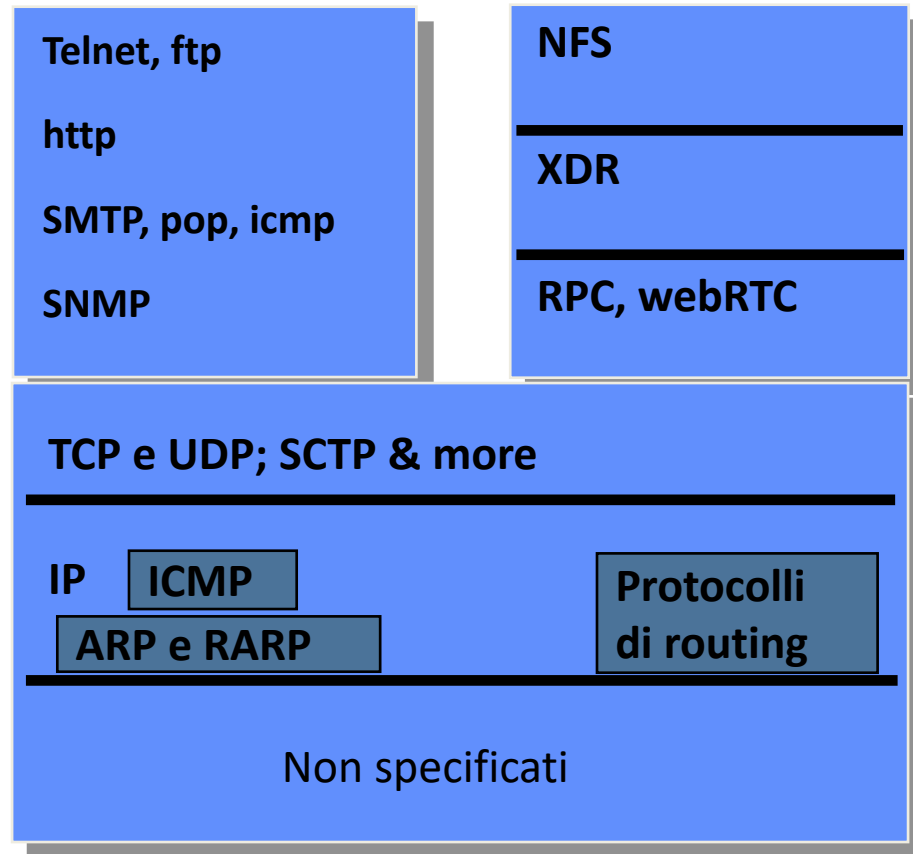 Telnet, ftp
http
SMTP, pop, icmp
SNMP
NFS
XDR
RPC, webRTC
TCP e UDP; SCTP & more
IP
ICMP
ARP e RARP
Protocolli
di routing
Non specificati